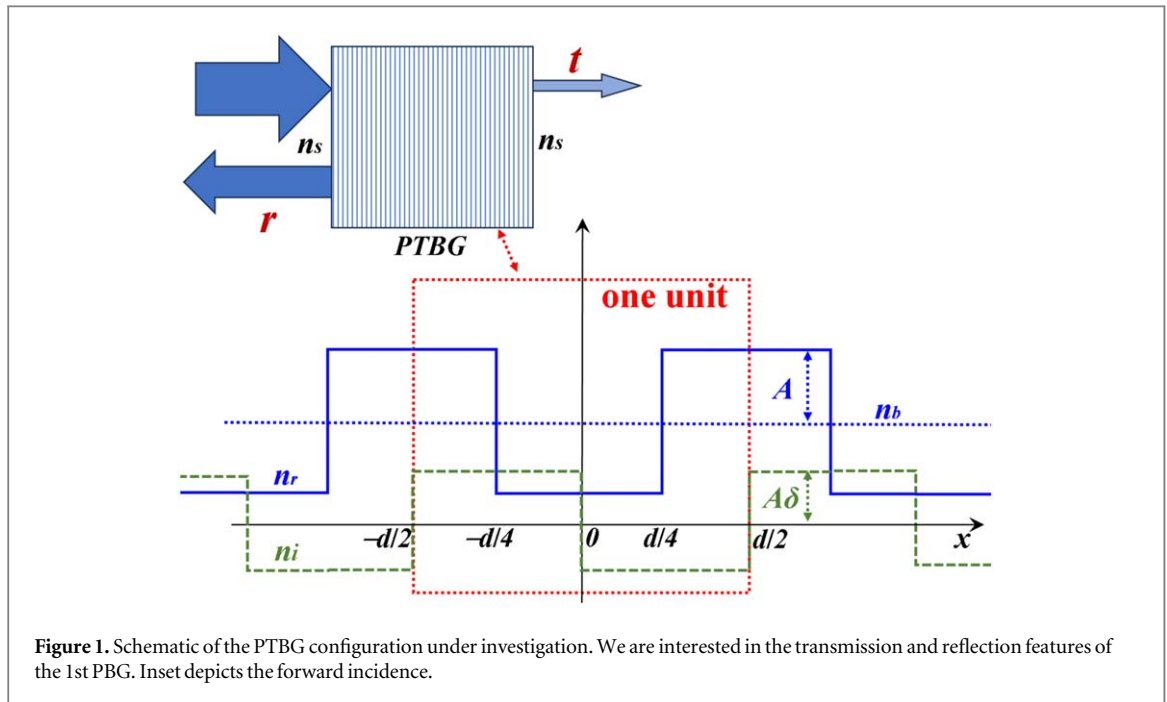 t
ns
ns
r
PTBG
one unit
A
nb
nr
Aδ
–d/2
–d/4
0
d/4
d/2
x
ni
Figure 1. Schematic of the PTBG configuration under investigation. We are interested in the transmission and reflection features of
the 1st PBG. Inset depicts the forward incidence.